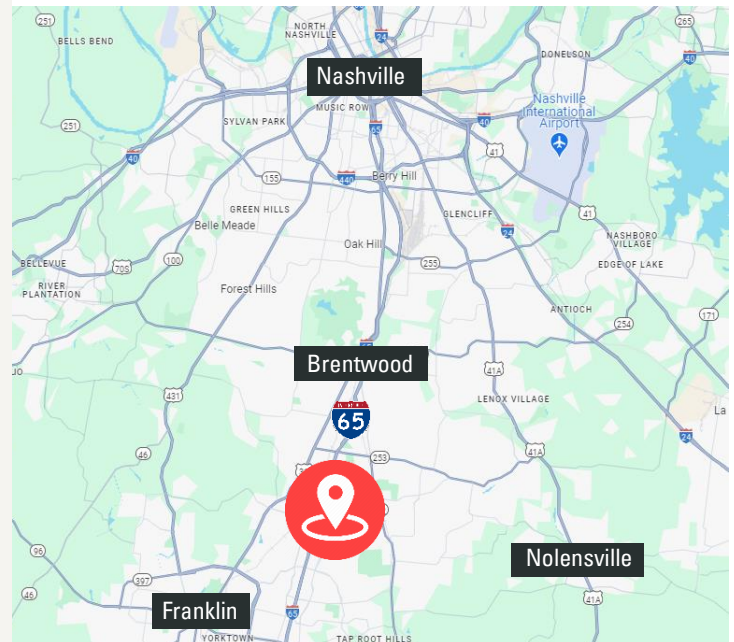 251
BELLS BEND
NORTH
NASHVILLE
24
265
DONELSON
40
Nashville
MUSIC ROW
Nashville
International
Airport
SYLVAN PARK
251
65
40
41
40
155
440
Berry Hill
GREEN HILLS
GLENCLIFF
41
Belle Meade
24
NASHBORO
VILLAGE
Oak Hill
BELLEVUE
70S
100
255
EDGE OF LAKE
RIVER
PLANTATION
Forest Hills
ANTIOCH
171
254
Brentwood
41A
431
LENOX VILLAGE
La
65
24
46
253
41A
96
Nolensville
397
46
Franklin
41A
65
YORKTOWN
TAP ROOT HILLS